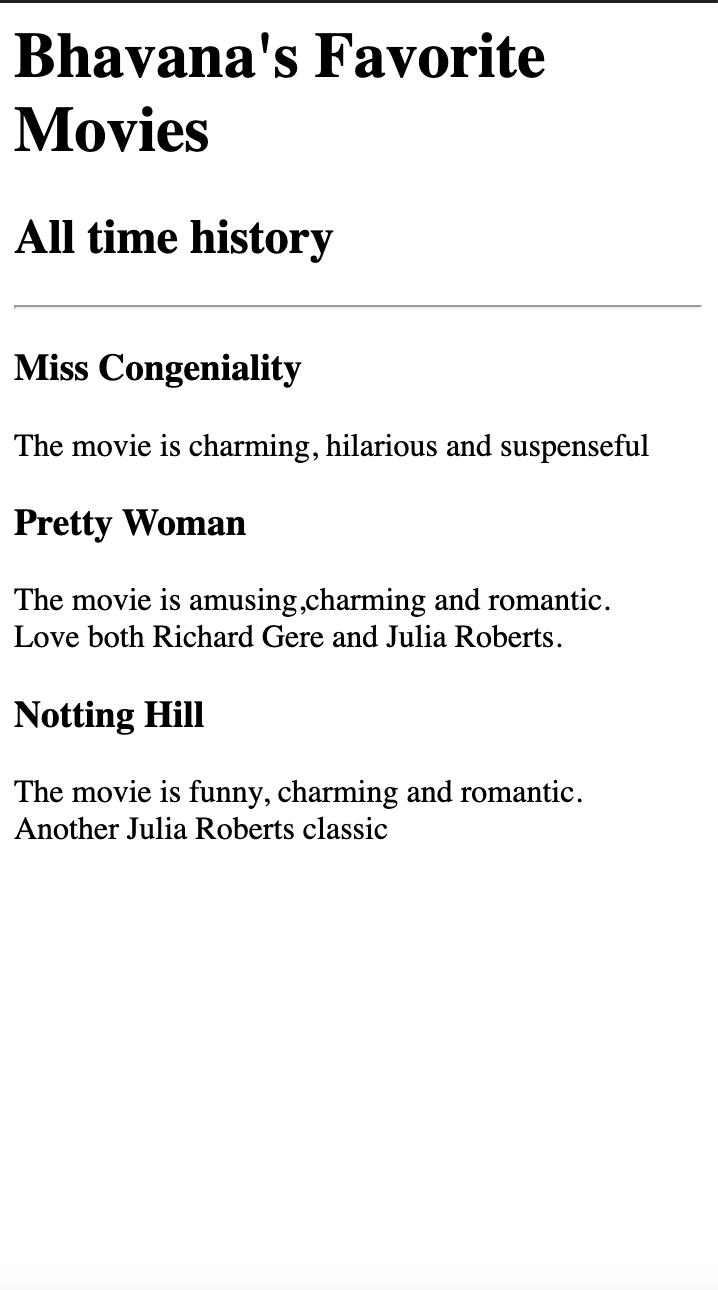 Bhavana's Favorite
Movies
All time history
Miss Congeniality
The movie is charming, hilarious and suspenseful
Pretty Woman
The movie is amusing,charming and romantic.
Love both Richard Gere and Julia Roberts.
Notting Hill
The movie is funny, charming and romantic.
Another Julia Roberts classic